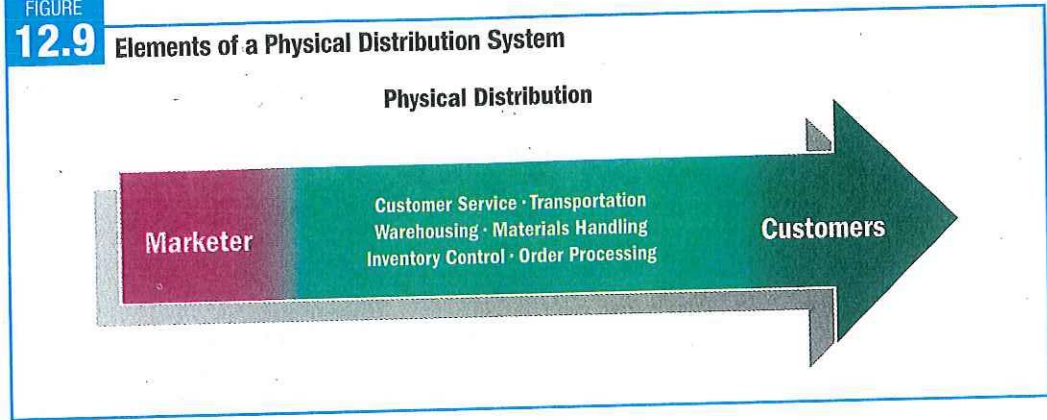 FIGURE
12.9 Elements of a Physical Distribution System
Physical Distribution
Marketer
Customer Service · Transportation
Warehousing · Materials Handling
Inventory Control · Order Processing
Customers